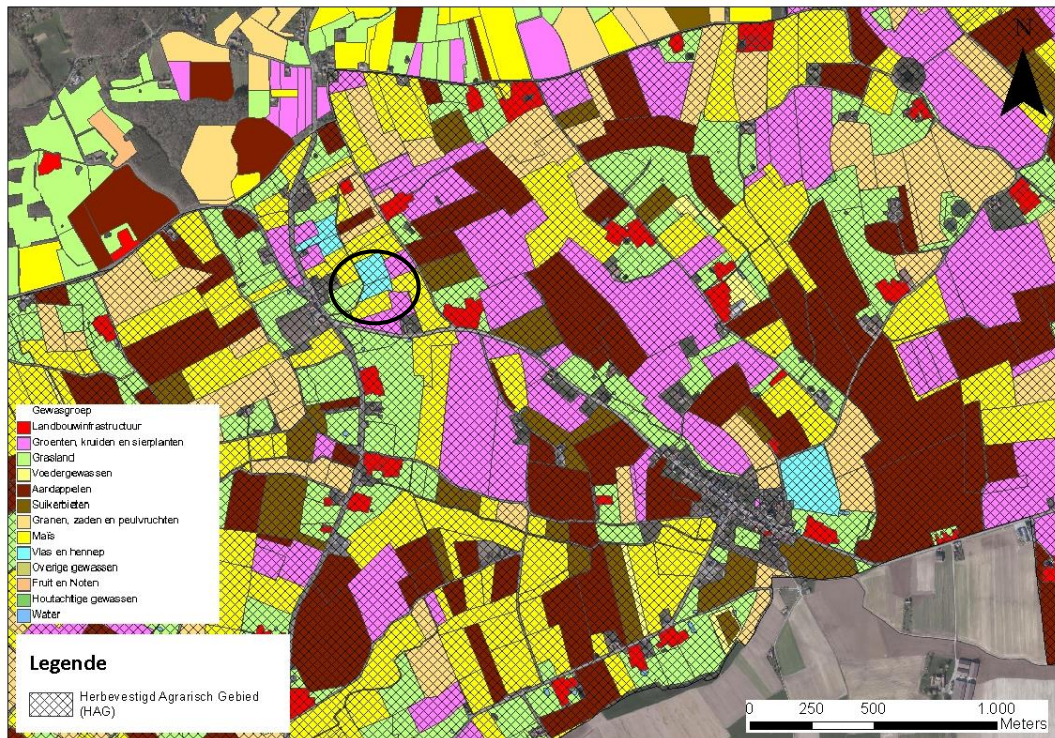 N
Gewasgroep
Landbouwinfrastructuur
Groenten, kruiden en sierplanten
Grasland
Voedergewassen
Aardappelen
Suikerbieten
Granen, zaden en peulvruchten
Maïs
Vlas en hennep
Overige gewassen
Fruit en Noten
Houtachtige gewassen
Water
Legende
Herbevestigd Agrarisch Gebied
(HAG)
0 250 500 1.000
Meters